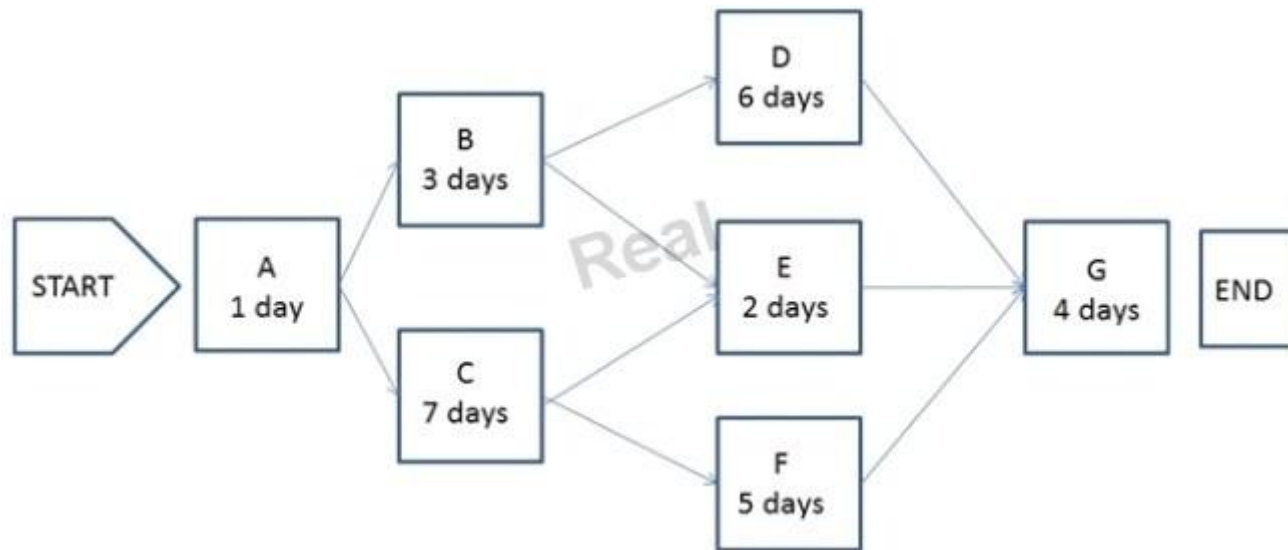 D
6 days
B
3 days
Real
START
A
1 day
E
2 days
G
4 days
END
C
7 days
F
5 days